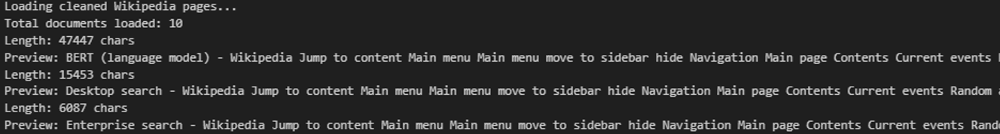 Loading cleaned Wikipedia pages...
Total documents loaded: 10
Length: 47447 chars
Preview: BERT (language model) - Wikipedia Jump to content Main menu Main menu move to sidebar hide Navigation Main page Contents Current events
Length: 15453 chars
Preview: Desktop search - Wikipedia Jump to content Main menu Main menu move to sidebar hide Navigation Main page Contents Current events Random
Length: 6087 chars
Preview: Enterprise search - Wikipedia Jump to content Main menu Main menu move to sidebar hide Navigation Main page Contents Current events